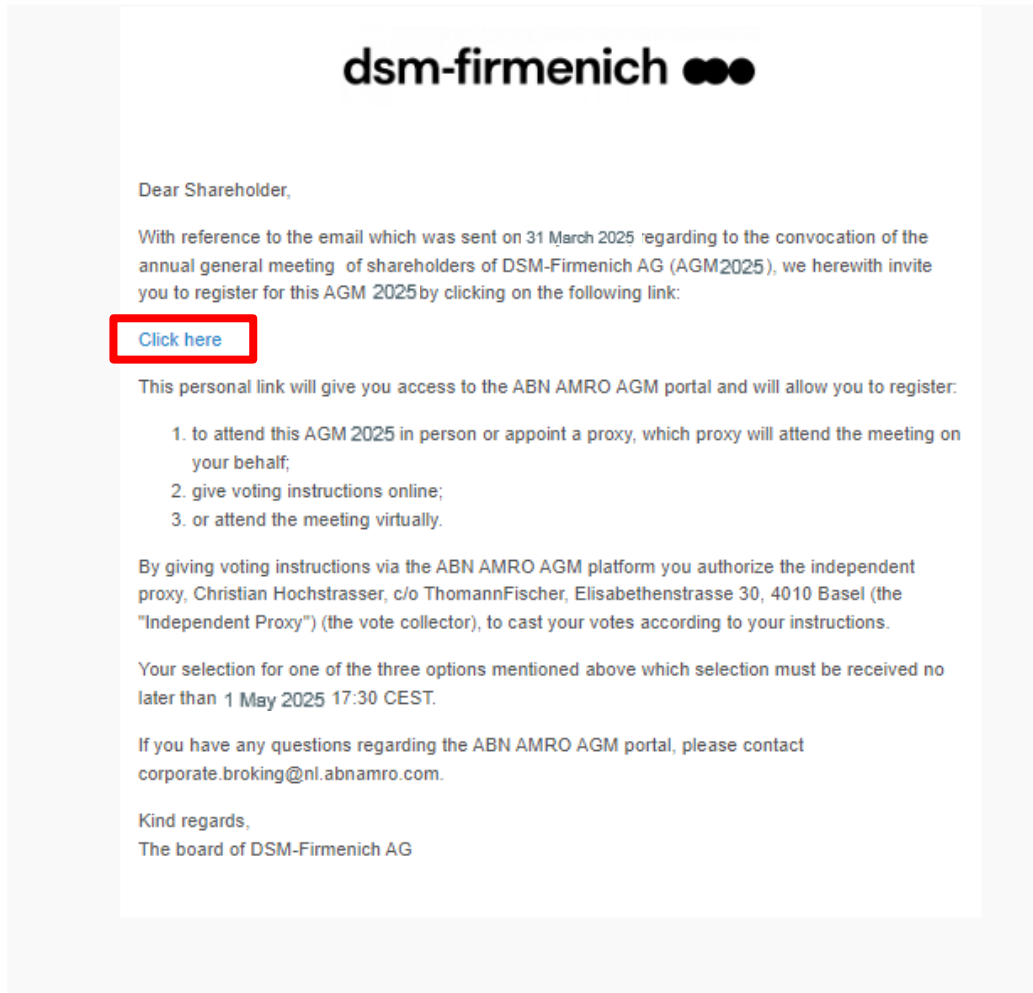 dsm-firmenich
Dear Shareholder,
With reference to the email which was sent on 31 March 2025 regarding to the convocation of the
annual general meeting of shareholders of DSM-Firmenich AG (AGM2025), we herewith invite
you to register for this AGM 2025 by clicking on the following link:
Click here
This personal link will give you access to the ABN AMRO AGM portal and will allow you to register:
1. to attend this AGM 2025 in person or appoint a proxy, which proxy will attend the meeting on
your behalf;
2. give voting instructions online;
3. or attend the meeting virtually.
By giving voting instructions via the ABN AMRO AGM platform you authorize the independent
proxy, Christian Hochstrasser, c/o ThomannFischer, Elisabethenstrasse 30, 4010 Basel (the
"Independent Proxy") (the vote collector), to cast your votes according to your instructions.
Your selection for one of the three options mentioned above which selection must be received no
later than 1 May 2025 17:30 CEST.
If you have any questions regarding the ABN AMRO AGM portal, please contact
corporate.broking@nl.abnamro.com.
Kind regards,
The board of DSM-Firmenich AG